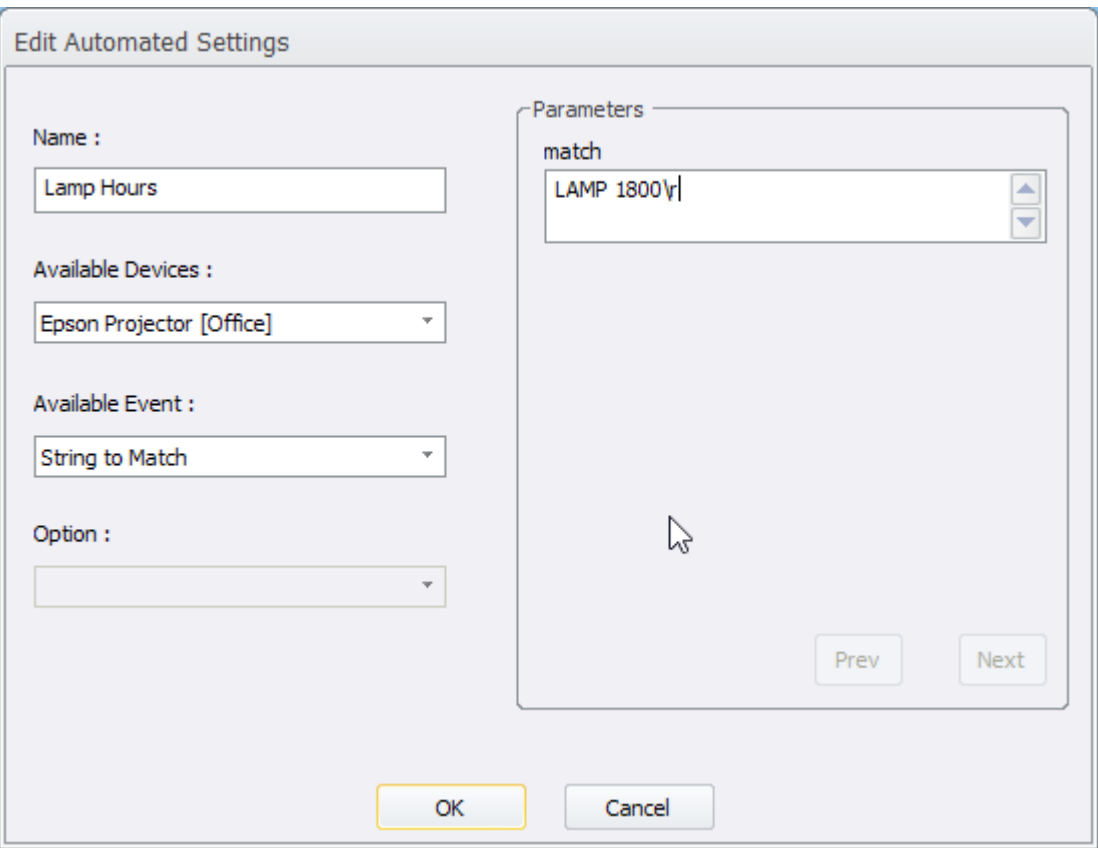 Edit Automated Settings
Name :
Lamp Hours
Available Devices :
Epson Projector [Office]
Available Event :
String to Match
Option :
Parameters
match
LAMP 1800\r
Prev
Next
OK
Cancel